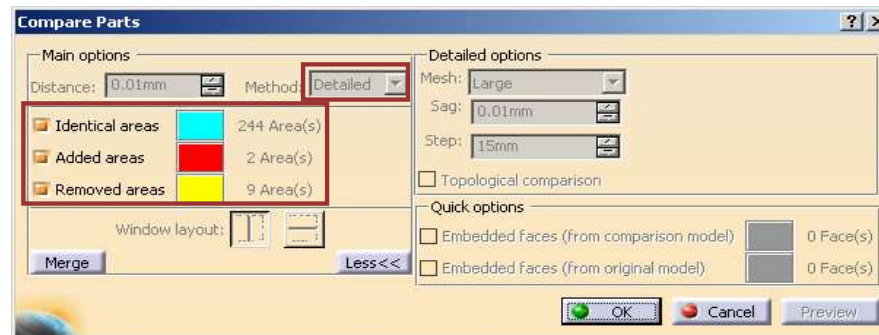 Compare Parts
Main options
Distance: 0.01mm Method: Detailed
Identical areas 244 Area(s)
Added areas 2 Area(s)
Removed areas 9 Area(s)
Window layout:
Merge Less<<
Detailed options
Mesh: Large
Sag: 0.01mm
Step: 15mm
Topological comparison
Quick options
Embedded faces (from comparison model) 0 Face(s)
Embedded faces (from original model) 0 Face(s)
OK Cancel Preview